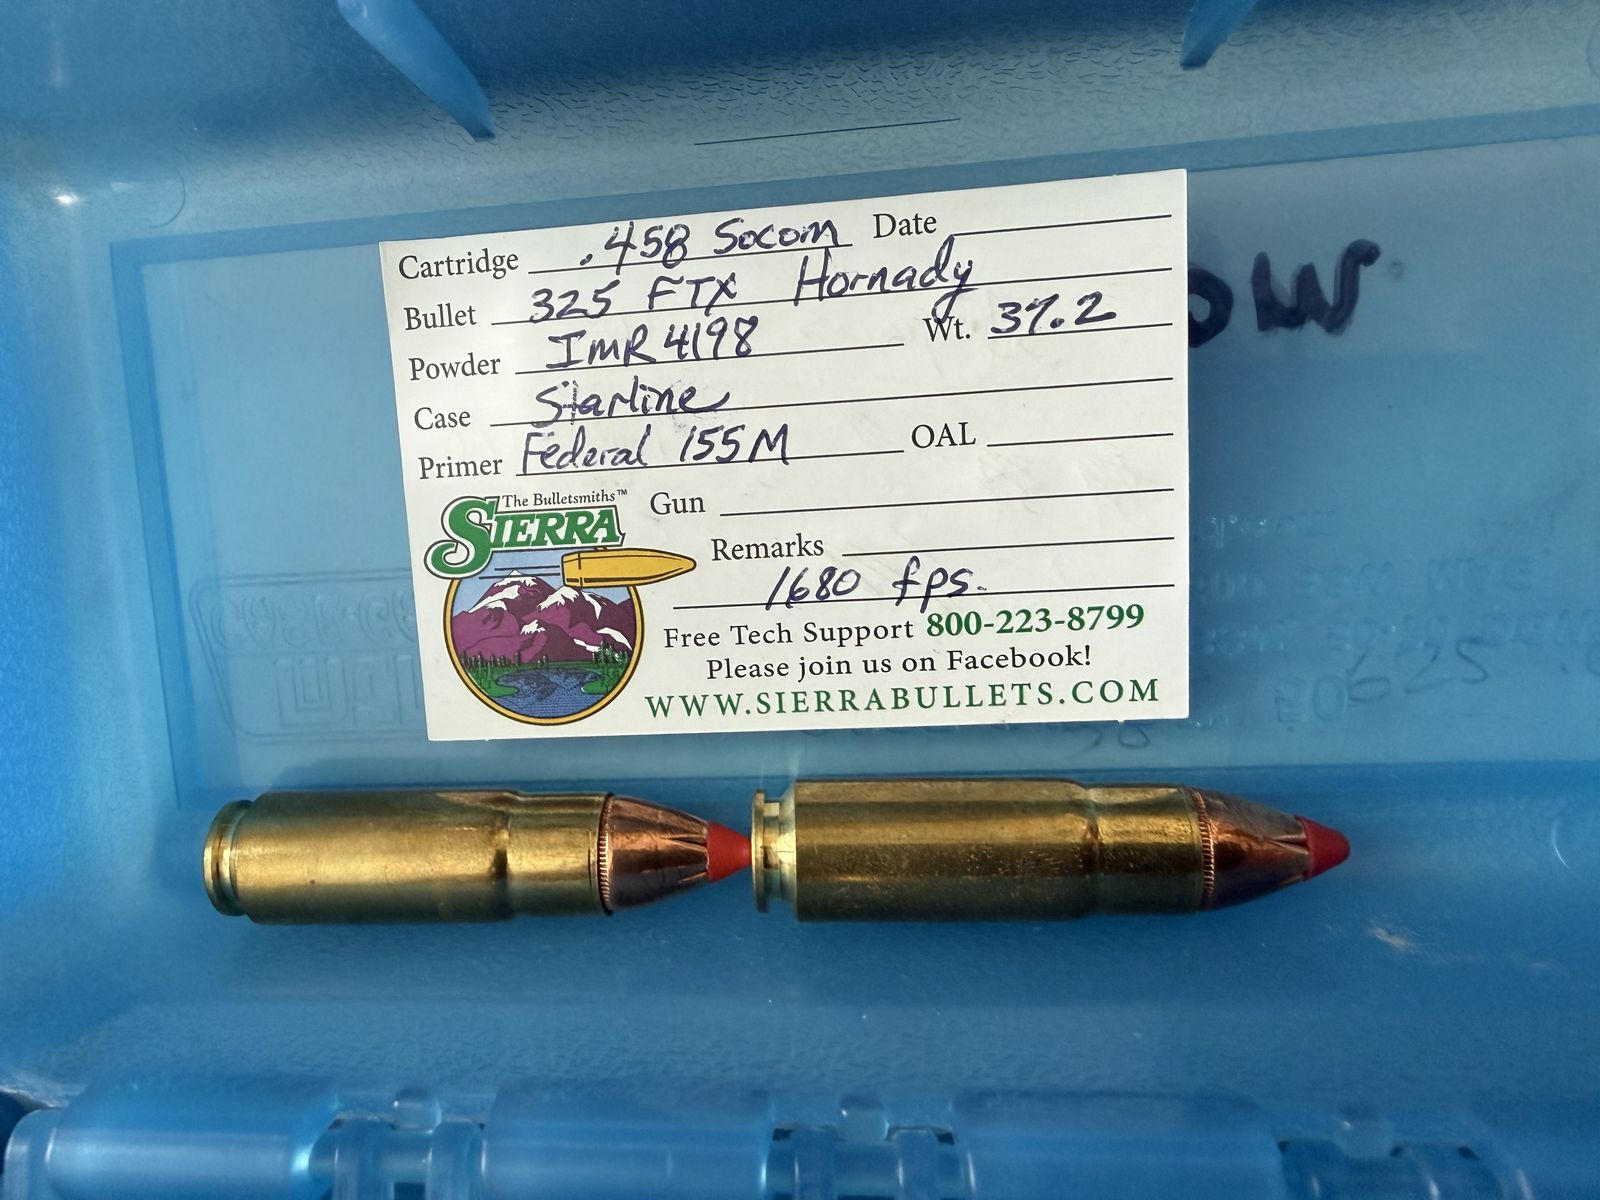 Cartridge .458 Socom Date
Bullet 325 FTX Hornady
Powder IMR 4198 Wt. 37.2
Case Starline
Primer Federal 155M OAL
The Bulletsmiths™
SIERRA
Gun
Remarks
1680 fps.
Free Tech Support 800-223-8799
Please join us on Facebook!
WWW.SIERRABULLETS.COM